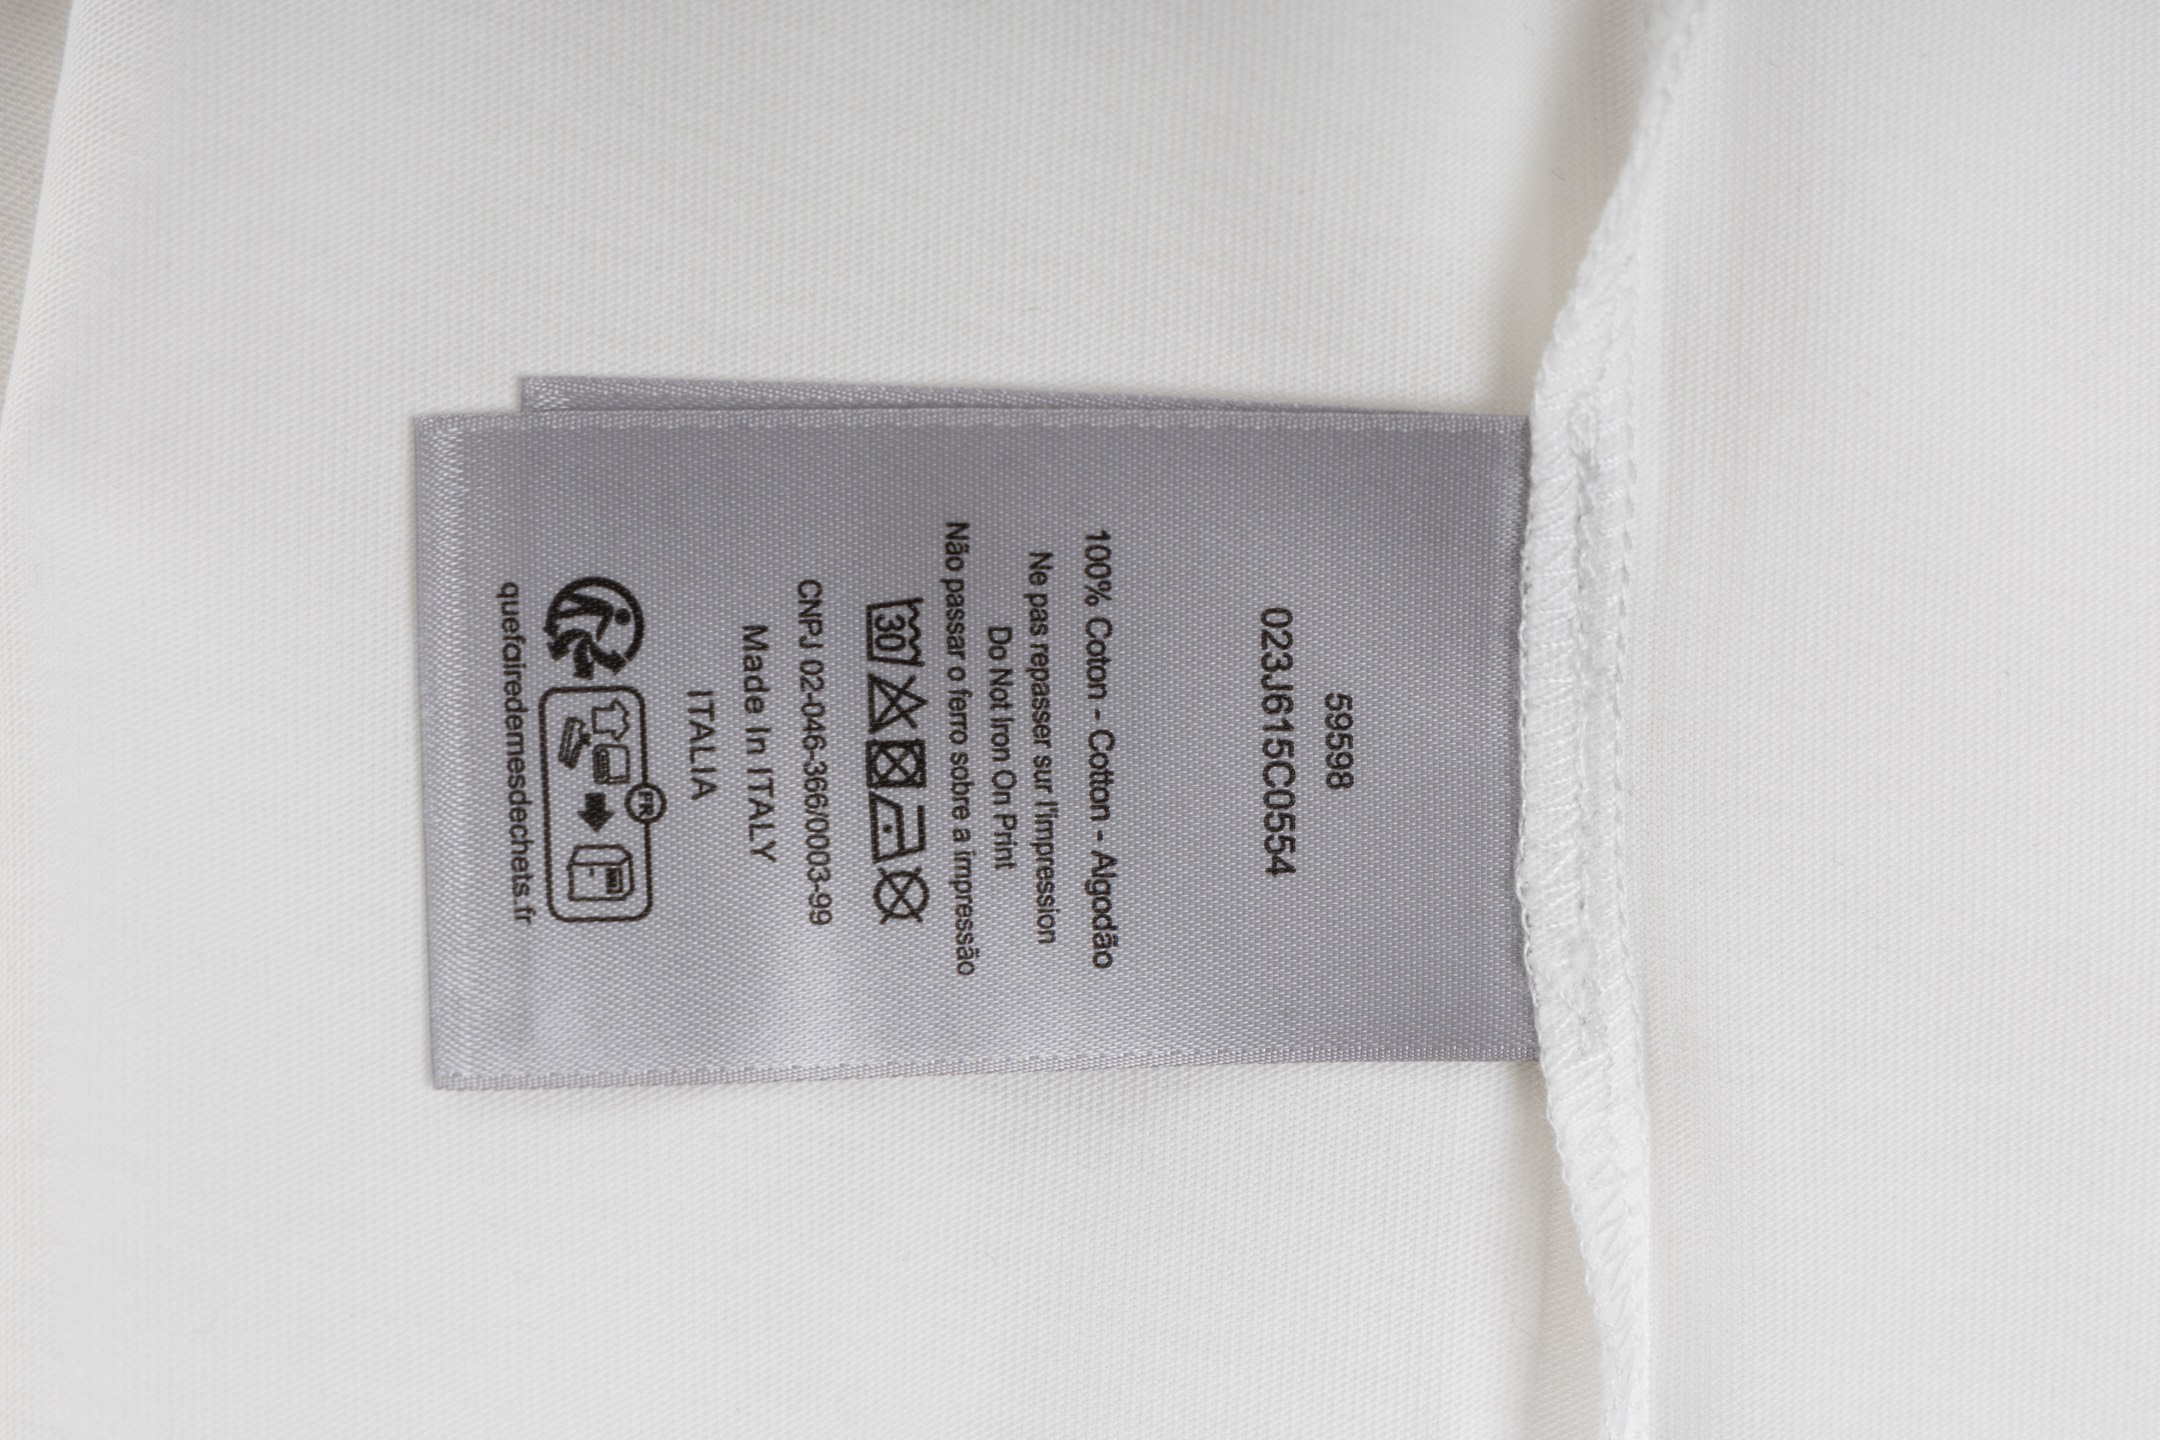 59598
023J615C0554
100% Coton - Cotton - Algodão
Ne pas repasser sur l'impression
Do Not Iron On Print
Não passar o ferro sobre a impressão
30
CNPJ 02-046-366/0003-99
Made In ITALY
ITALIA
FR
quefairedemesdechets.fr